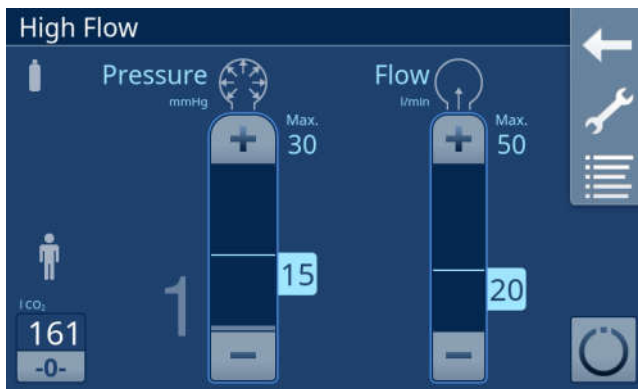 High Flow
Pressure
mmHg
Max.
30
15
1
Flow
l/min
Max.
50
20
l CO₂
161
-0-